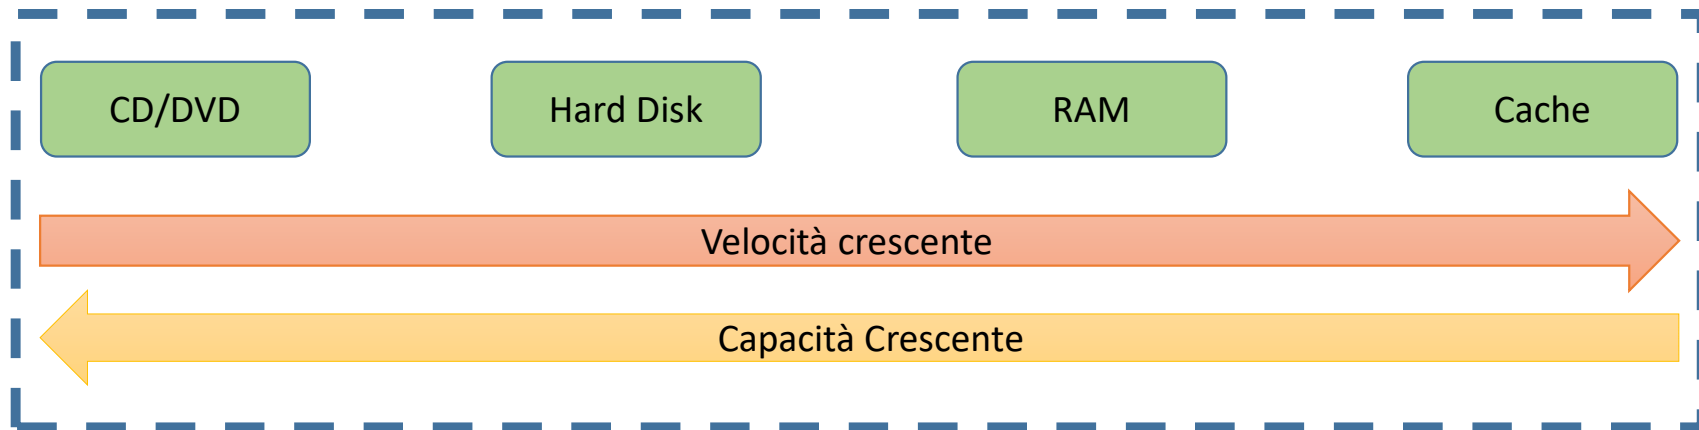 CD/DVD
Hard Disk
RAM
Cache
Velocità crescente
Capacità Crescente